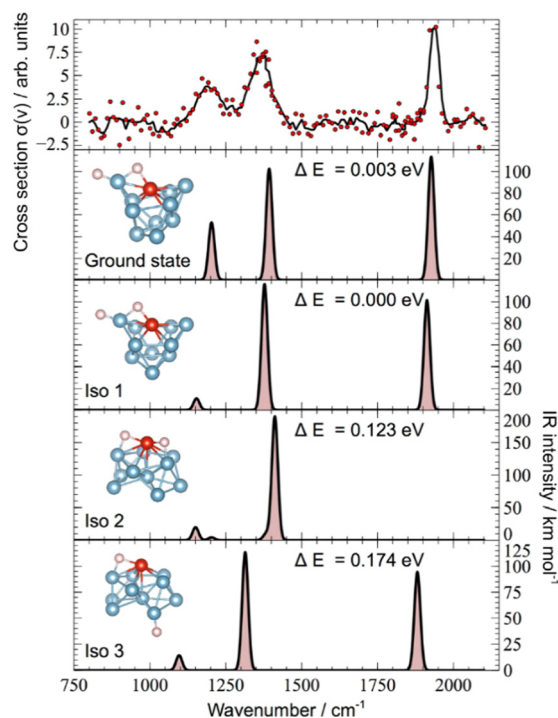 Cross section σ(ν) / arb. units
10
7.5
5
2.5
0
−2.5
ΔE = 0.003 eV
Ground state
100
80
60
40
20
ΔE = 0.000 eV
Iso 1
100
80
60
40
20
ΔE = 0.123 eV
Iso 2
200
150
100
50
0
ΔE = 0.174 eV
Iso 3
125
100
75
50
25
0
IR intensity / km mol⁻¹
750 1000 1250 1500 1750 2000
Wavenumber / cm⁻¹